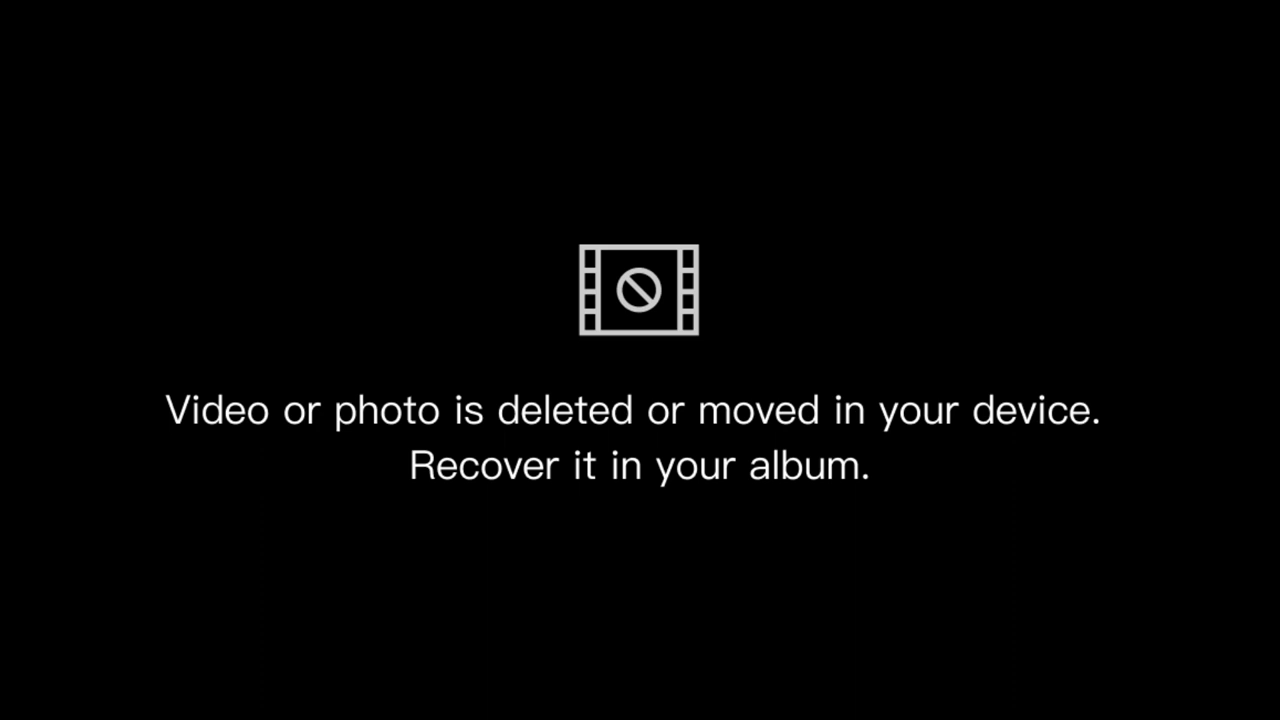 Video or photo is deleted or moved in your device.
Recover it in your album.